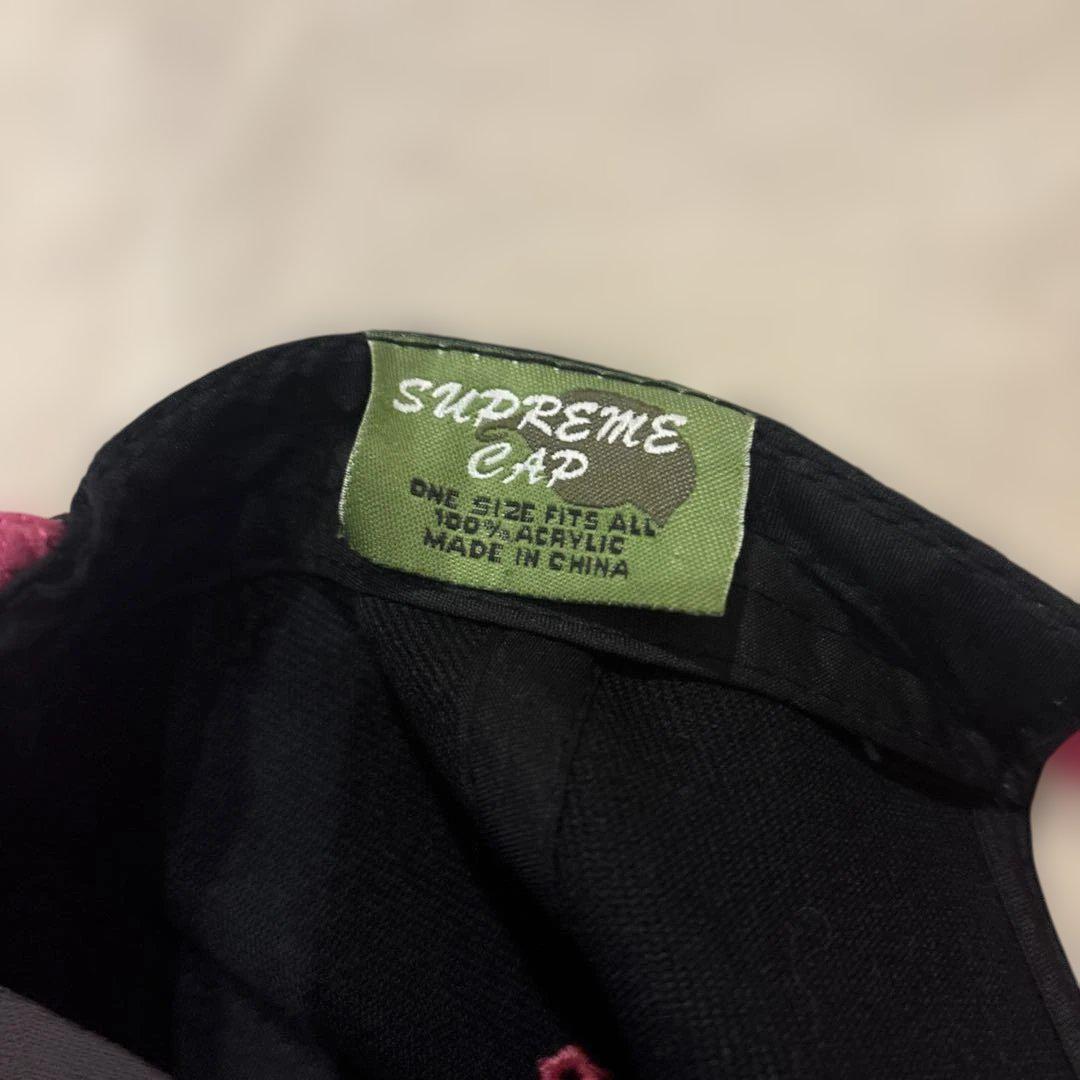 SUPREME
CAP
ONE SIZE FITS ALL
100% ACRYLIC
MADE IN CHINA